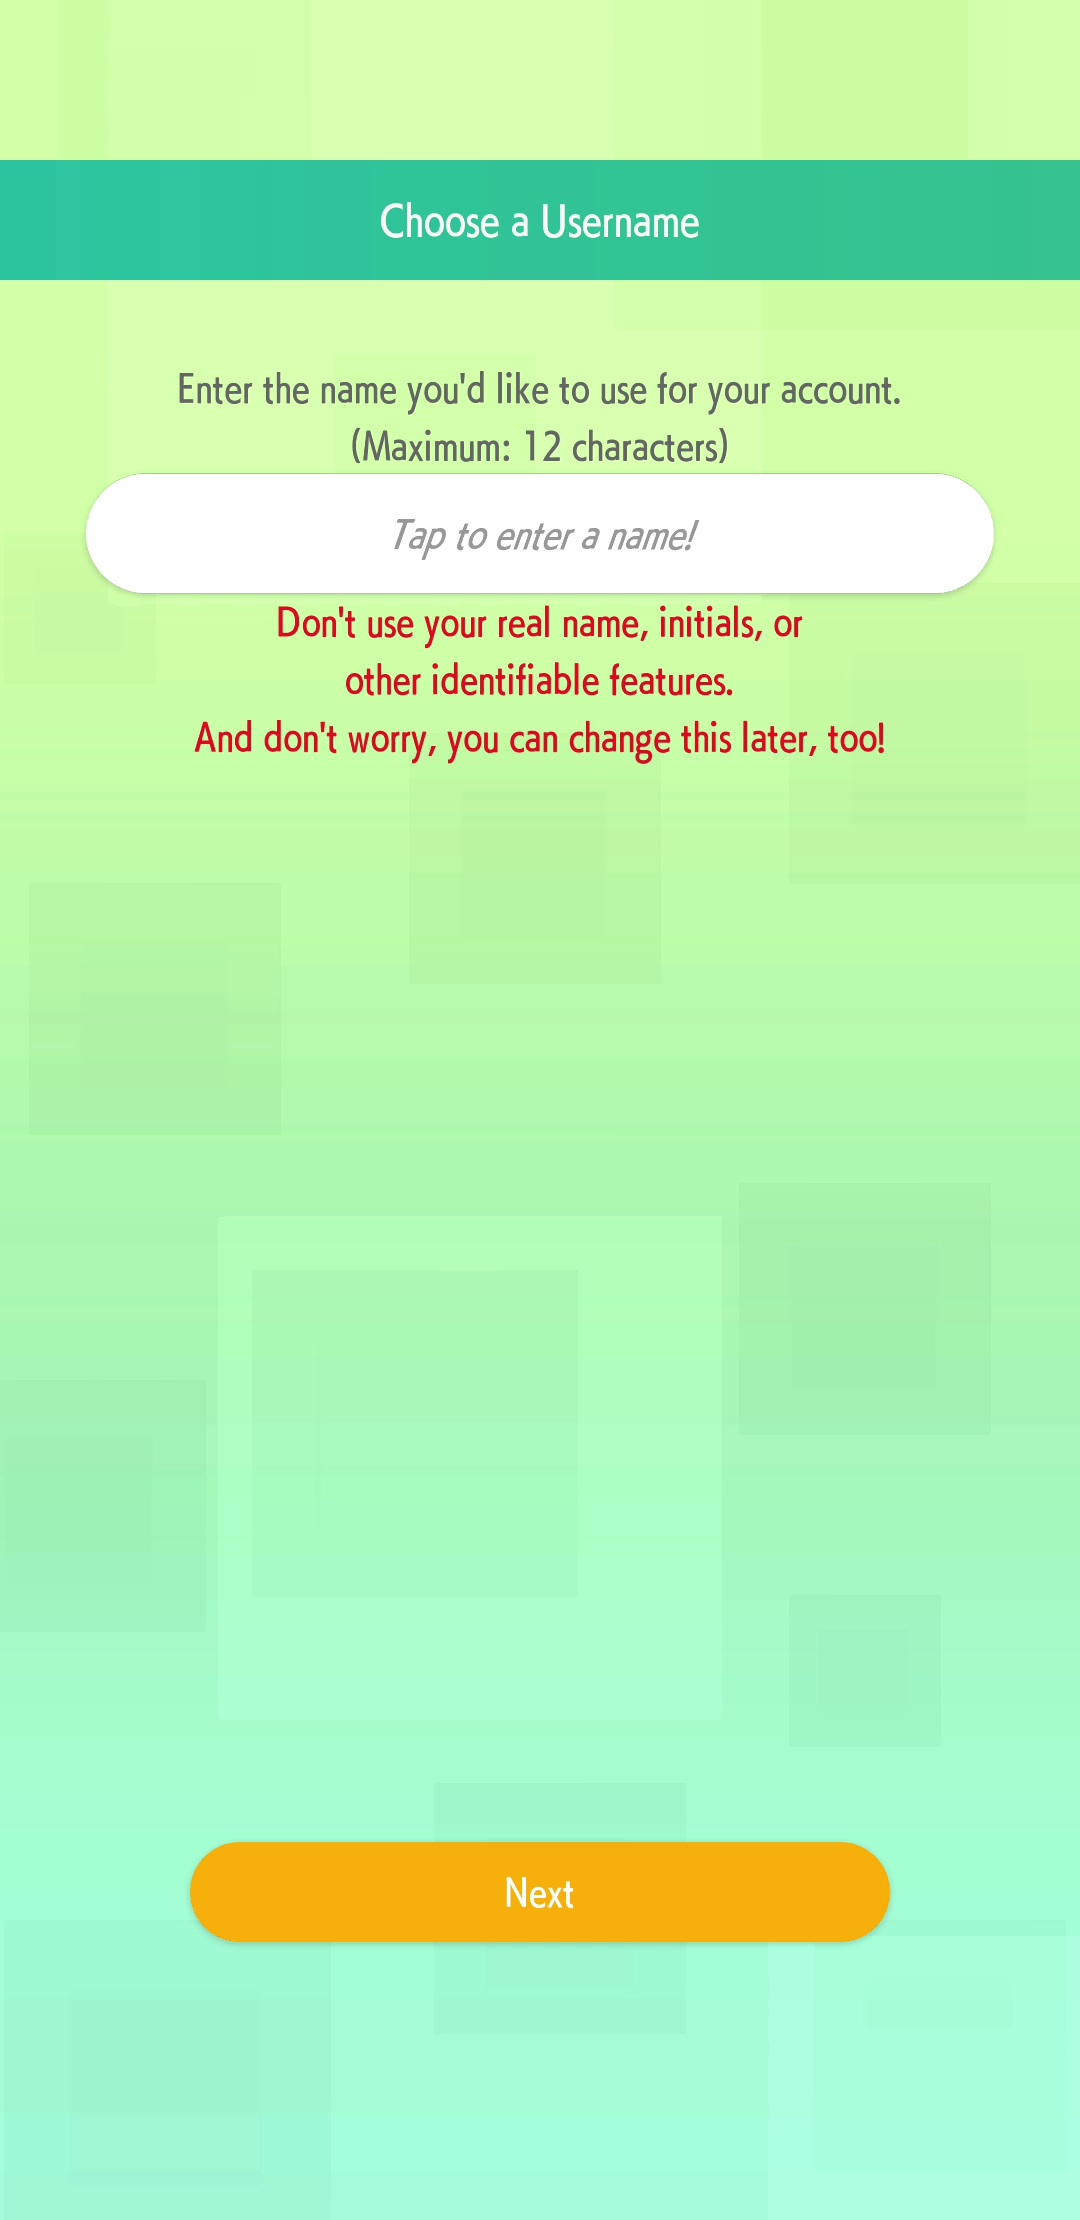 Choose a Username
Enter the name you'd like to use for your account.
(Maximum: 12 characters)
Tap to enter a name!
Don't use your real name, initials, or
other identifiable features.
And don't worry, you can change this later, too!
Next